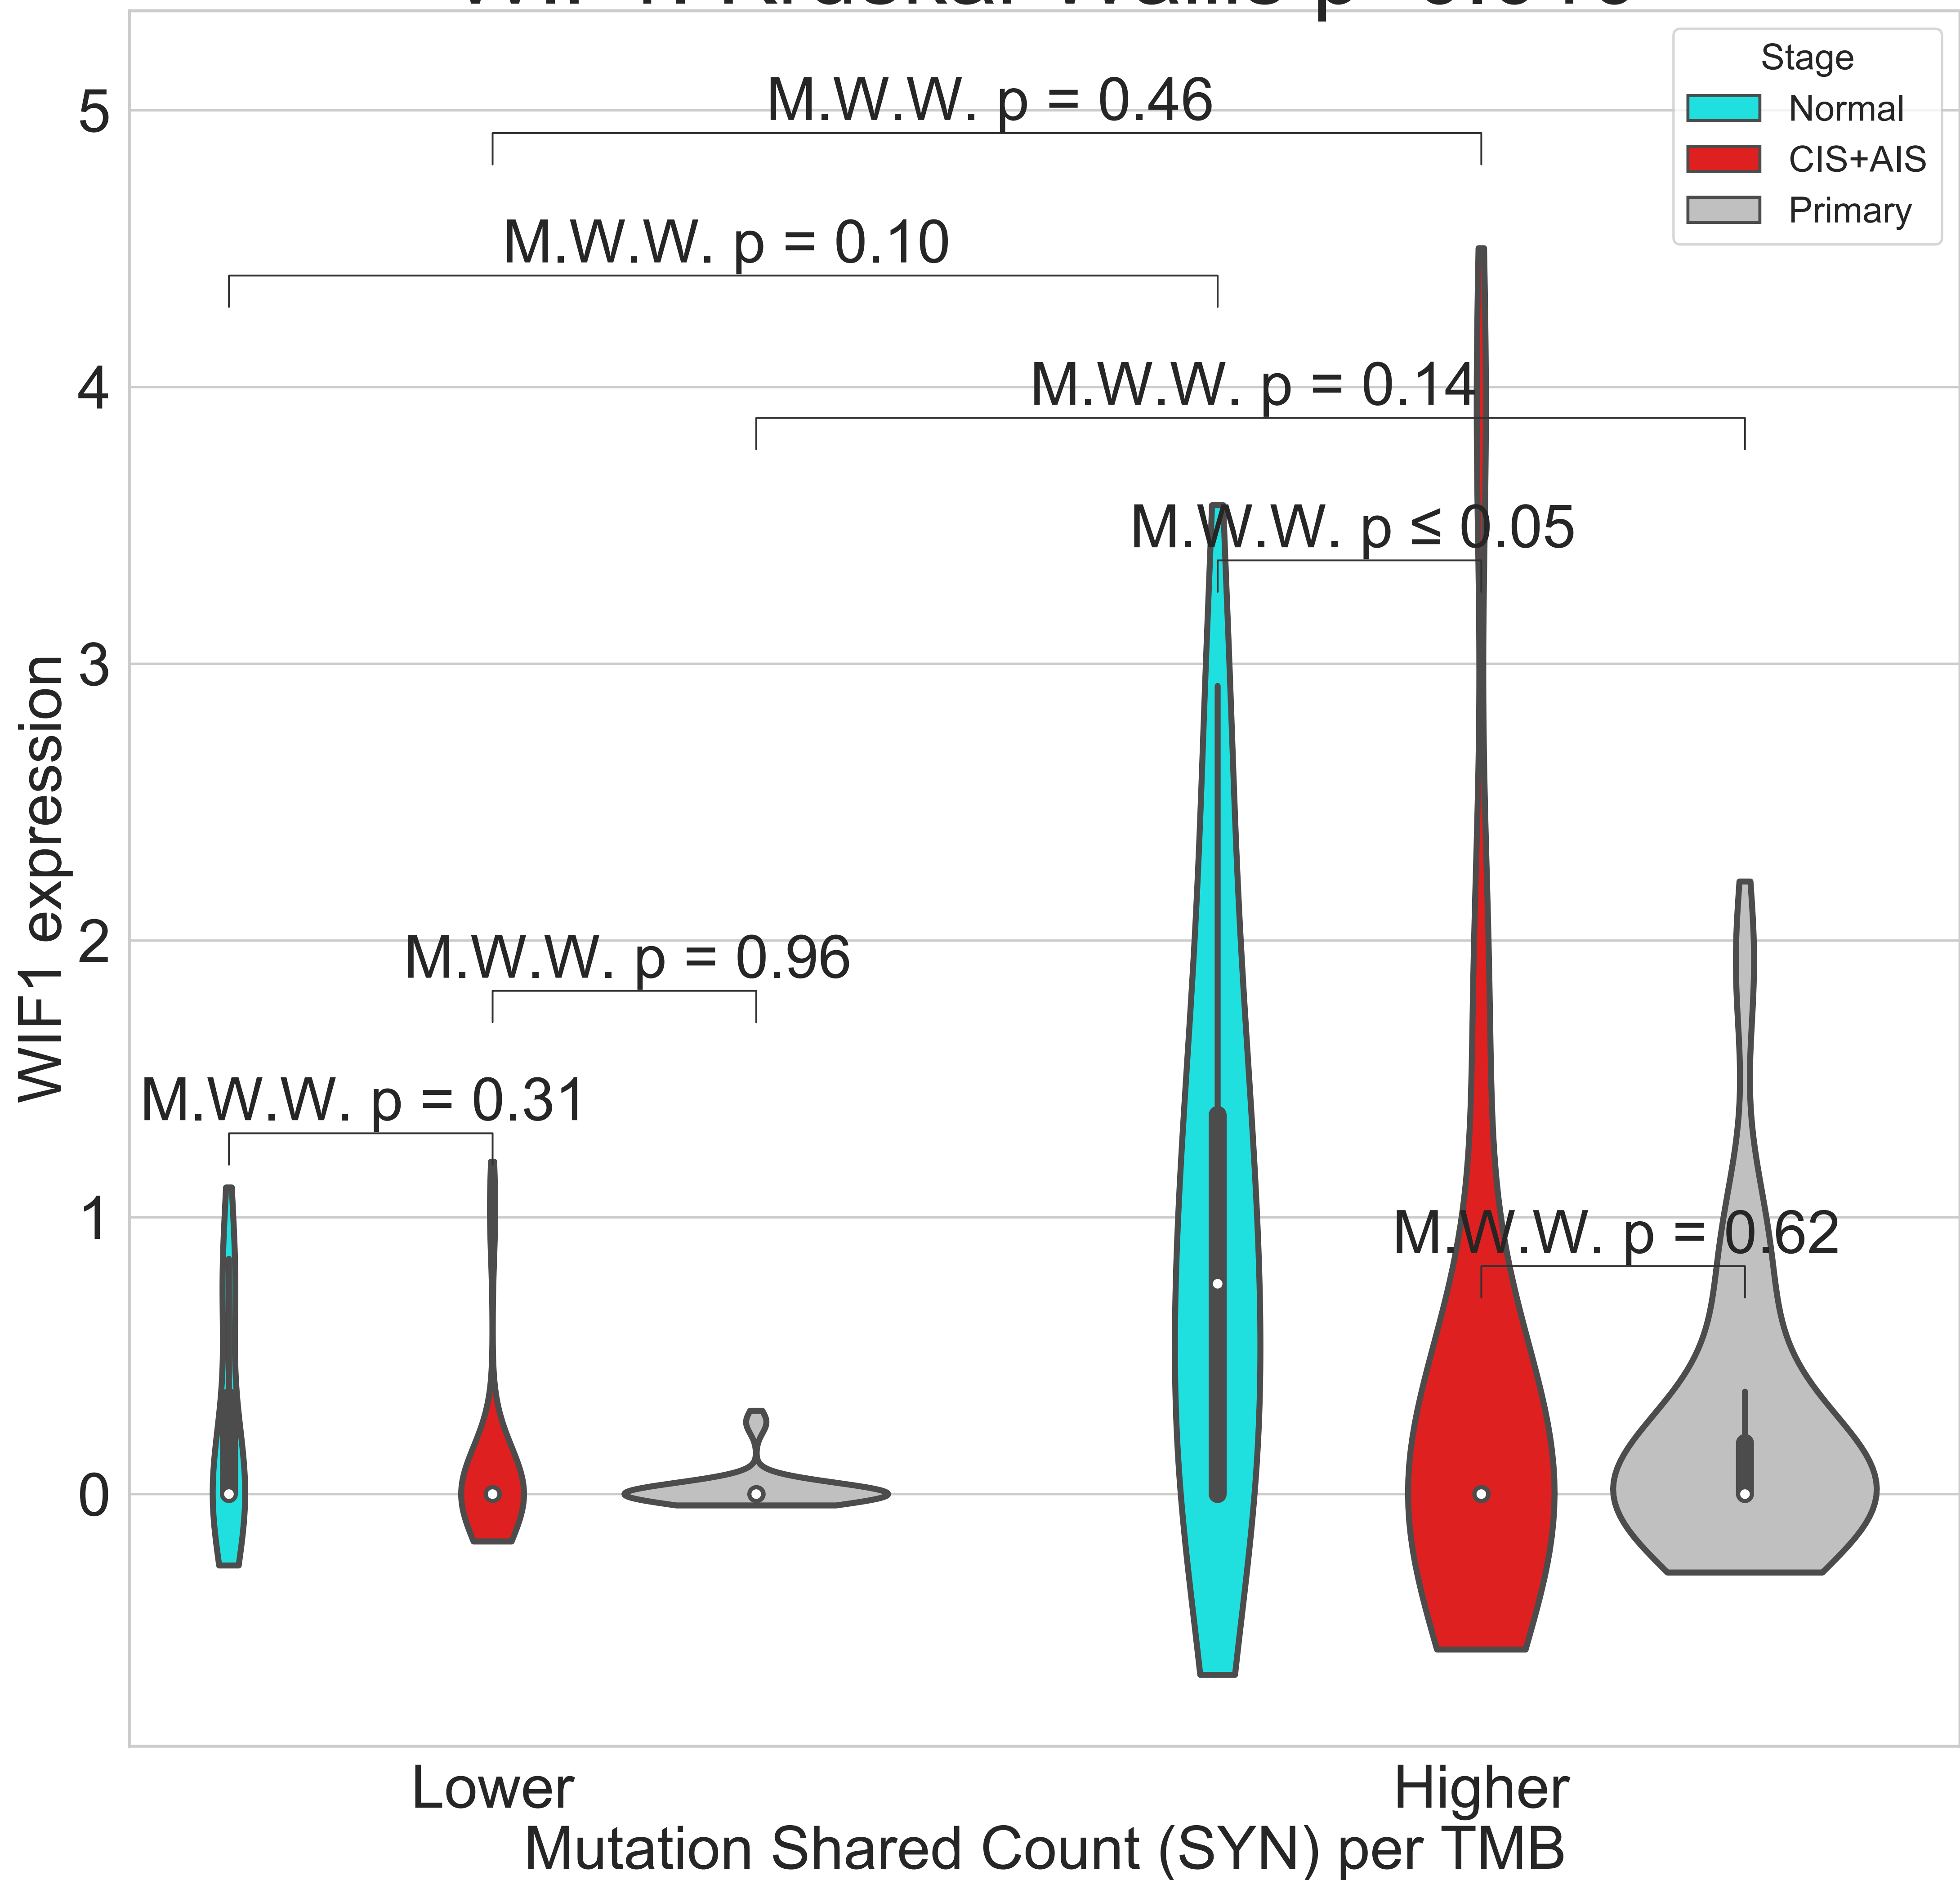 Stage
Normal
CIS+AIS
Primary
5
4
3
2
1
0
WIF1 expression
M.W.W. p = 0.46
M.W.W. p = 0.10
M.W.W. p = 0.14
M.W.W. p ≤ 0.05
M.W.W. p = 0.96
M.W.W. p = 0.31
M.W.W. p = 0.62
Lower
Higher
Mutation Shared Count (SYN) per TMB